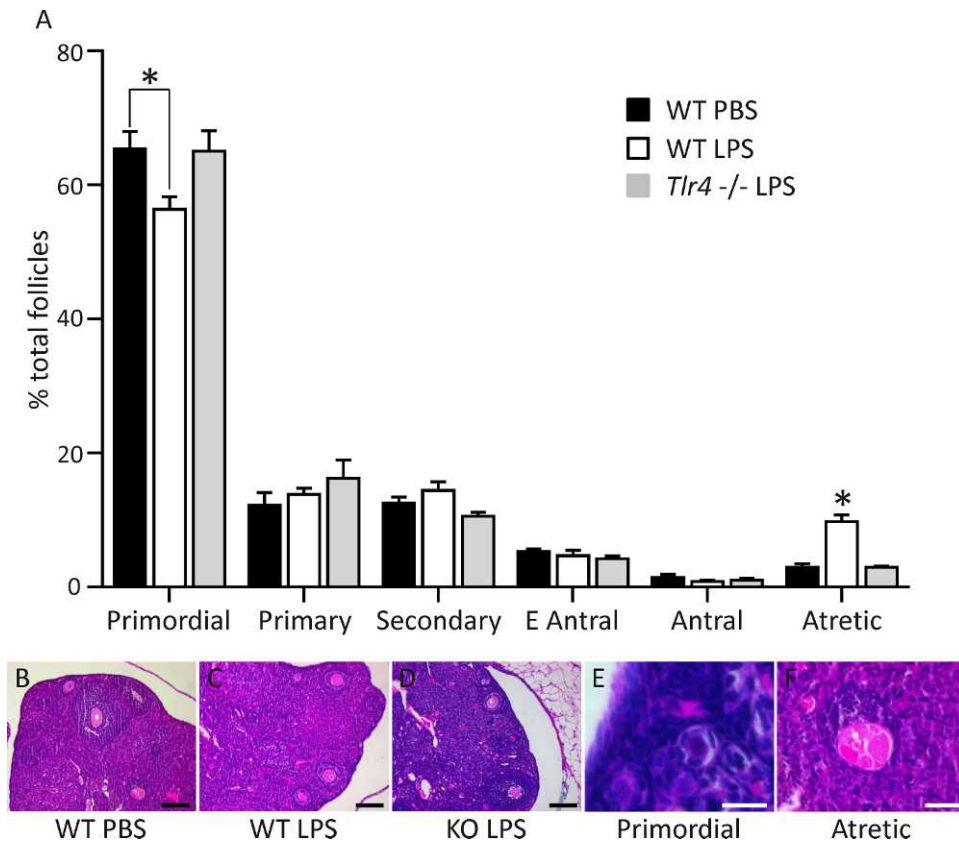 A
80
60
40
20
0
% total follicles
*
*
WT PBS
WT LPS
Tlr4 -/- LPS
Primordial Primary Secondary E Antral Antral Atretic
B C D E F
WT PBS WT LPS KO LPS Primordial Atretic